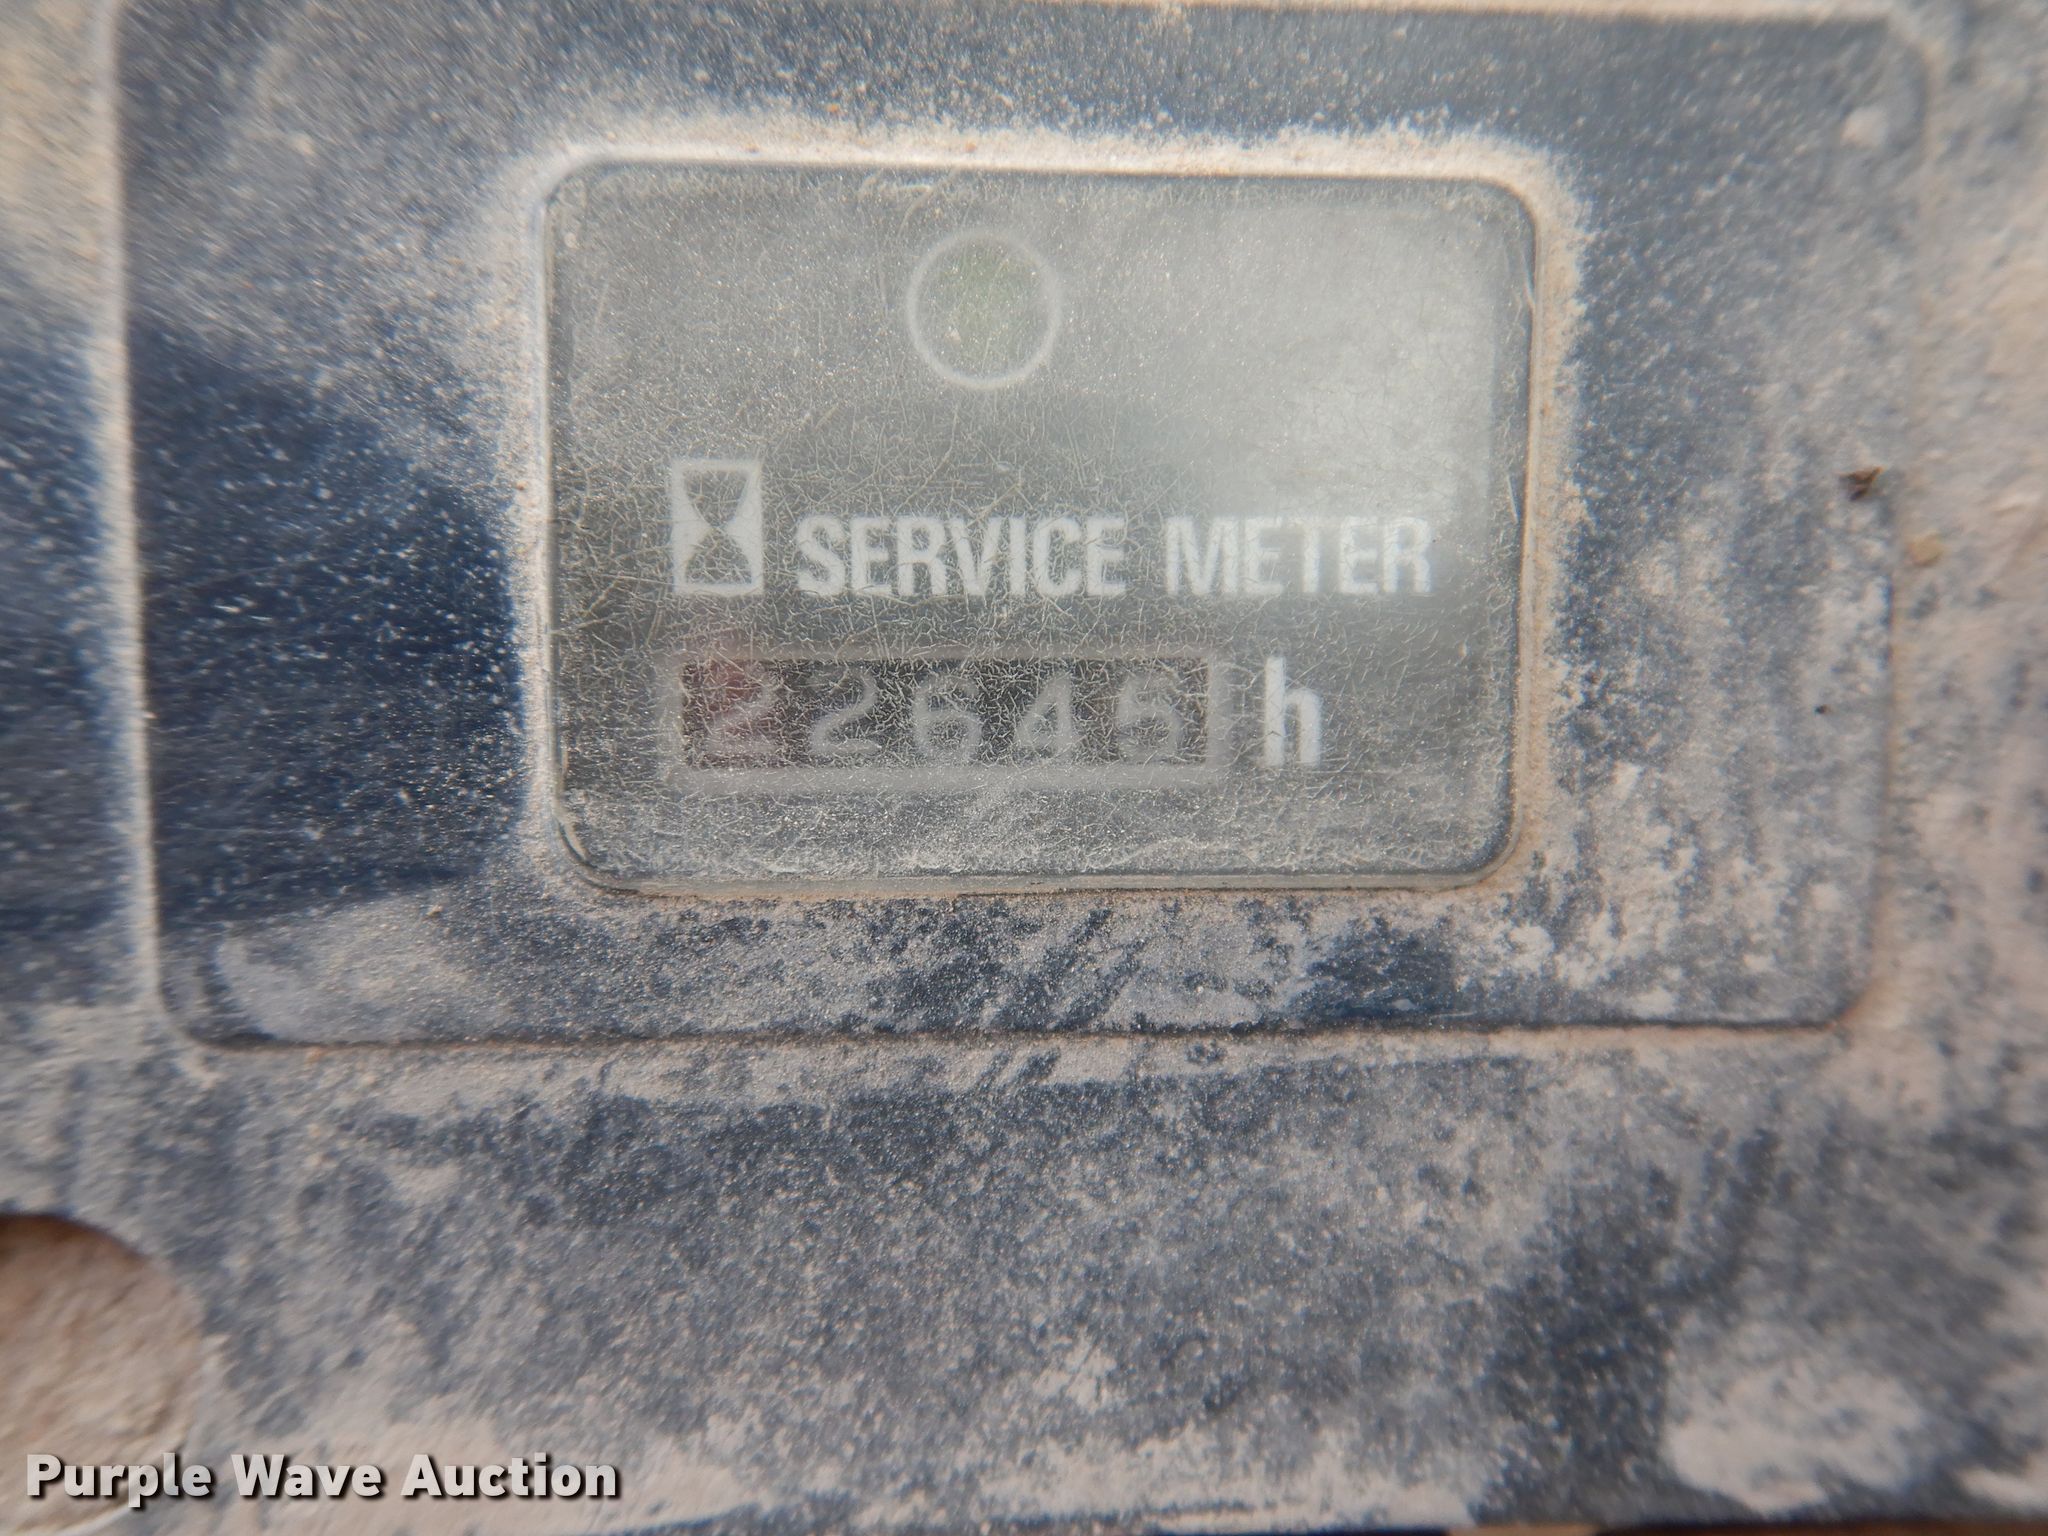 SERVICE METER
22645 h
Purple Wave Auction